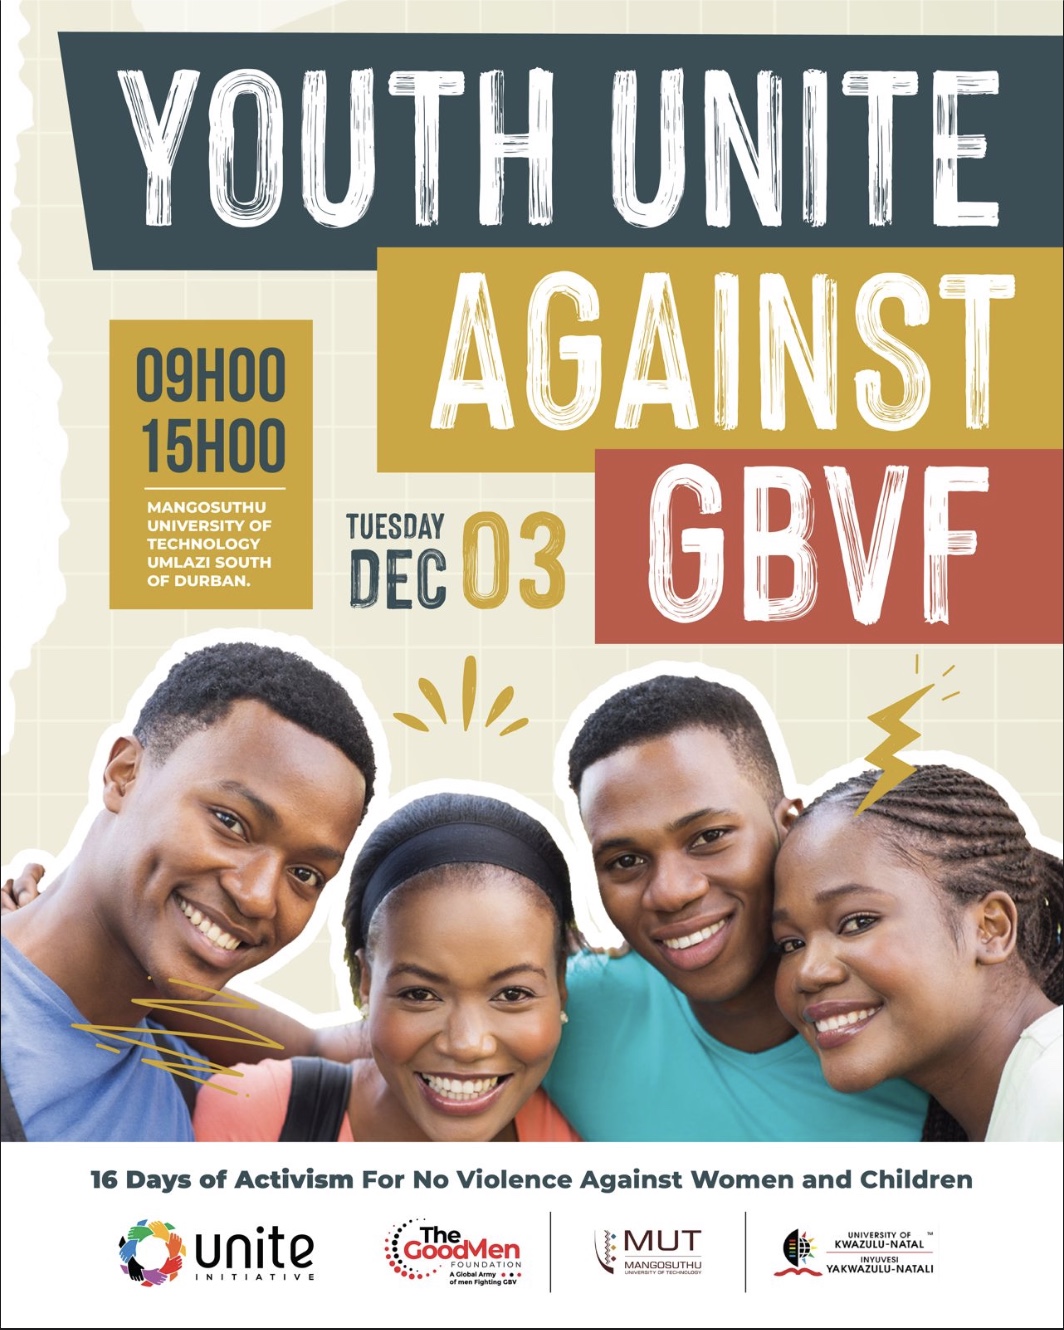 YOUTH UNITE
AGAINST
GBVF
09H00
15H00
MANGOSUTHU
UNIVERSITY OF
TECHNOLOGY
UMLAZI SOUTH
OF DURBAN.
TUESDAY
DEC 03
16 Days of Activism For No Violence Against Women and Children
unite
INITIATIVE
The
GoodMen
FOUNDATION
A Global Army
of men Fighting GBV
MUT
MANGOSUTHU
UNIVERSITY OF TECHNOLOGY
UNIVERSITY OF ™
KWAZULU-NATAL
INYUVESI
YAKWAZULU-NATALI